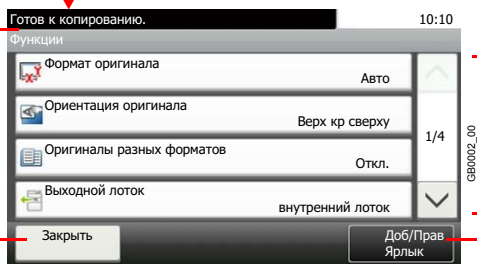 Готов к копированию.
10:10
Функции
Формат оригинала
Авто
Ориентация оригинала
Верх кр сверху
Оригиналы разных форматов
Откл.
Выходной лоток
внутренний лоток
1/4
Закрыть
Доб/Прав
Ярлык
GB0002_00